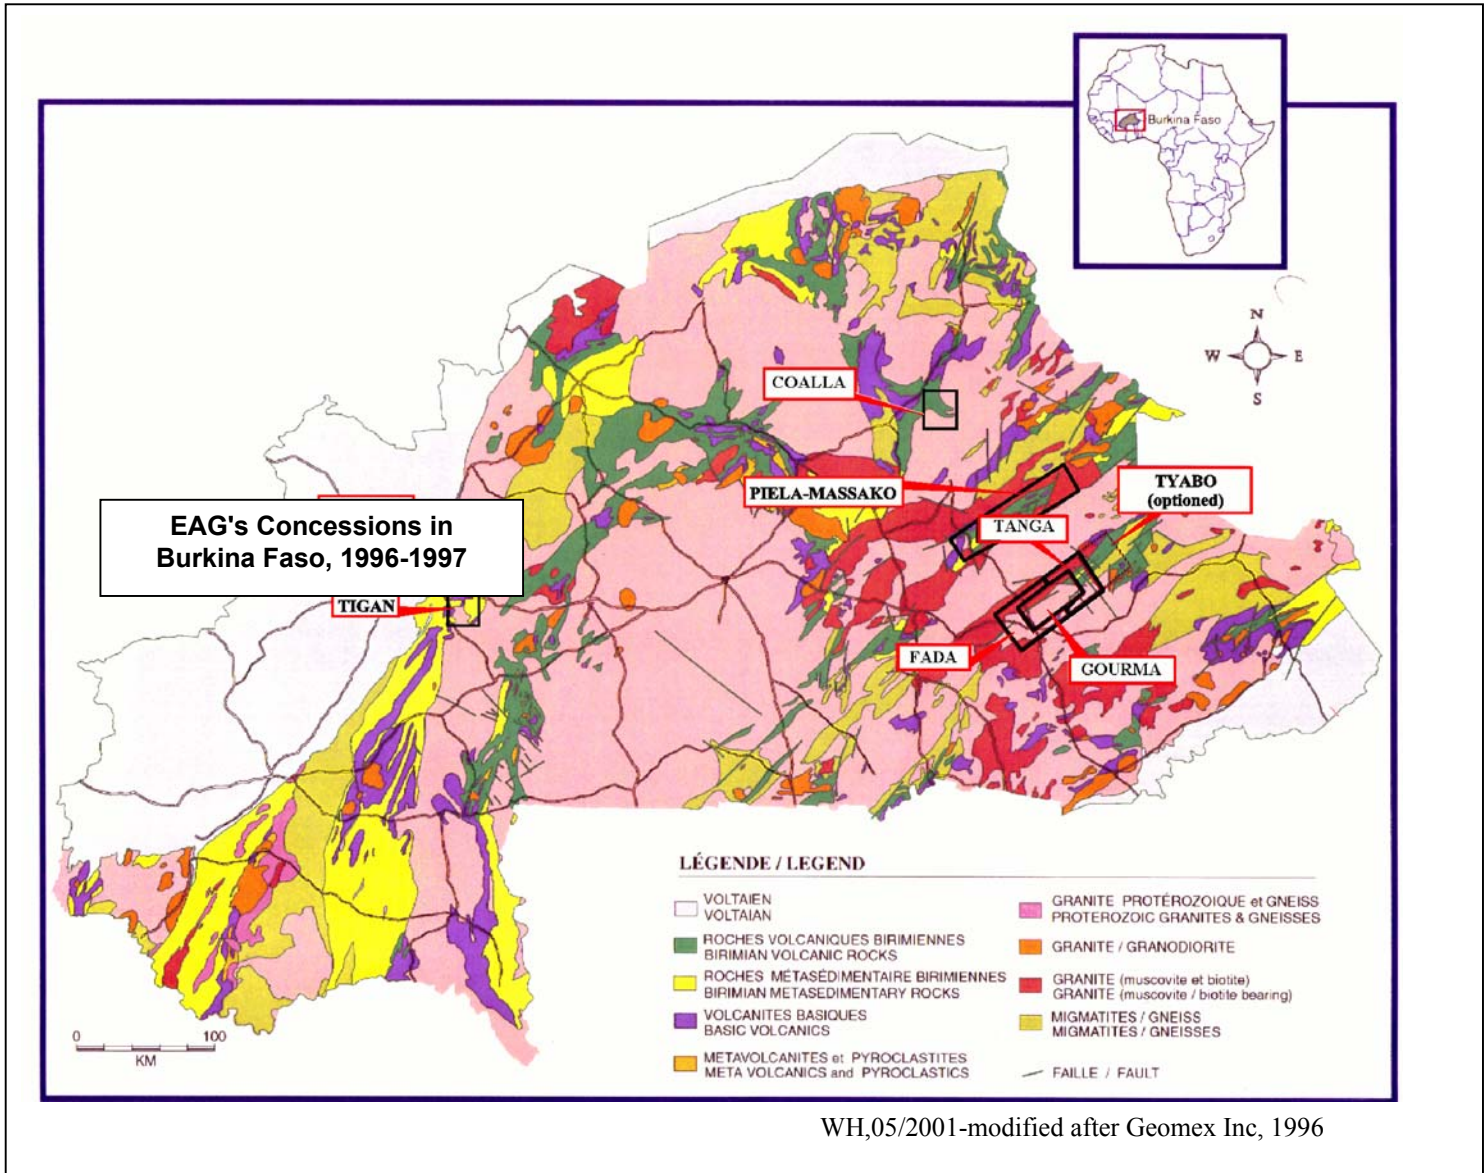 Burkina Faso
N
W E
S
COALLA
PIELA-MASSAKO
TYABO
(optioned)
TANGA
EAG's Concessions in
Burkina Faso, 1996-1997
TIGAN
FADA
GOURMA
LÉGENDE / LEGEND
VOLTAIEN
VOLTAIAN
ROCHES VOLCANIQUES BIRIMIENNES
BIRIMIAN VOLCANIC ROCKS
ROCHES MÉTASÉDIMENTAIRE BIRIMIENNES
BIRIMIAN METASEDIMENTARY ROCKS
VOLCANITES BASIQUES
BASIC VOLCANICS
METAVOLCANITES et PYROCLASTITES
META VOLCANICS and PYROCLASTICS
GRANITE PROTÉROZOIQUE et GNEISS
PROTEROZOIC GRANITES & GNEISSES
GRANITE / GRANODIORITE
GRANITE (muscovite et biotite)
GRANITE (muscovite / biotite bearing)
MIGMATITES / GNEISS
MIGMATITES / GNEISSES
FAILLE / FAULT
0 100
KM
WH,05/2001-modified after Geomex Inc, 1996